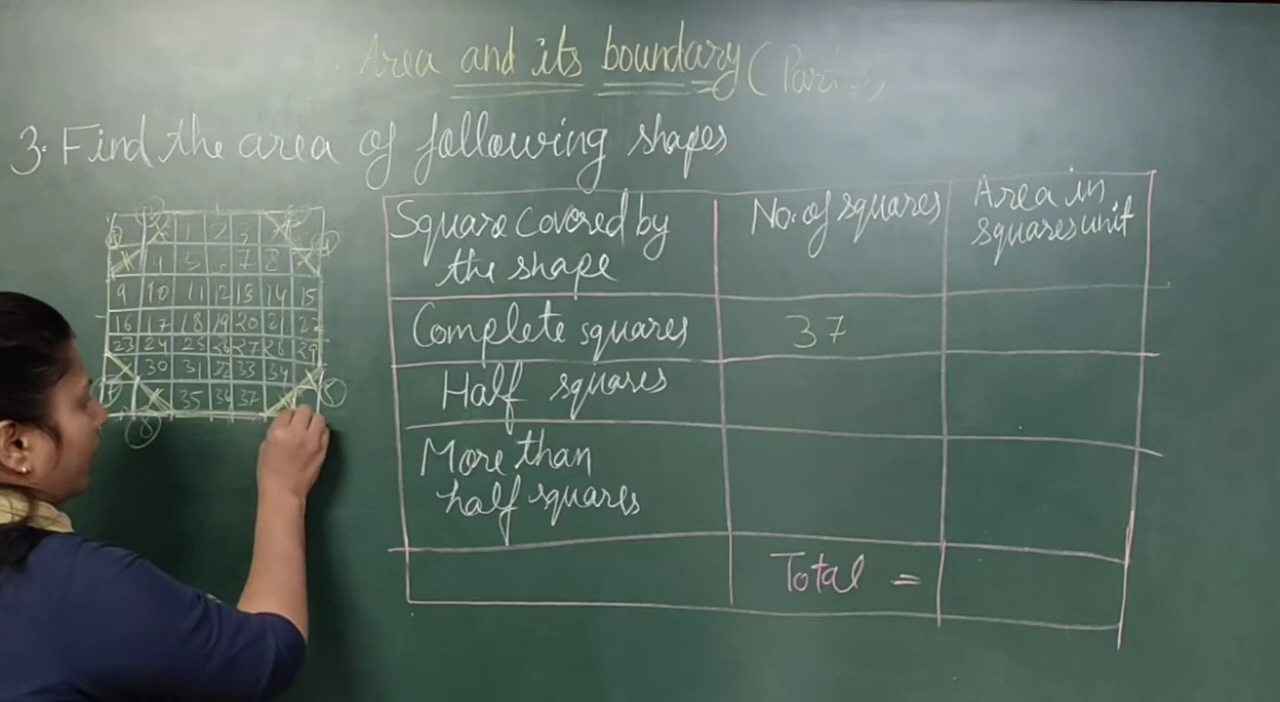 Area and its boundary (Part
3. Find the area of following shapes
Square covered by the shape No. of squares Area in squares unit
Complete squares 37
Half squares
More than half squares
Total =
1 2 3
4 5 7 8
9 10 11 12 13 14 15
16 17 18 19 20 21 22
23 24 25 26 27 28 29
30 31 32 33 34
35 36 37
8